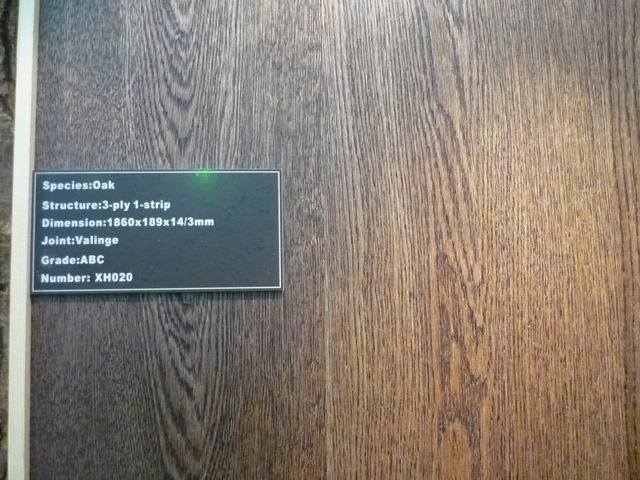 Species:Oak
Structure:3-ply 1-strip
Dimension:1860x189x14/3mm
Joint:Valinge
Grade:ABC
Number: XH020